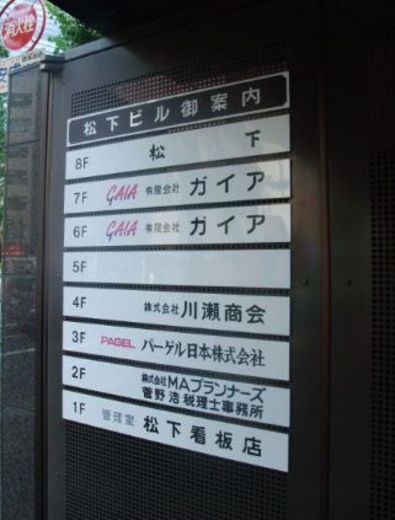 消火栓
松下ビル御案内
8F 松 下
7F GAIA 有限会社 ガイア
6F GAIA 有限会社 ガイア
5F
4F 株式会社 川瀬商会
3F PAGEL パーゲル日本株式会社
2F 株式会社 MAプランナーズ
菅野 浩 税理士事務所
1F 管理室 松下看板店